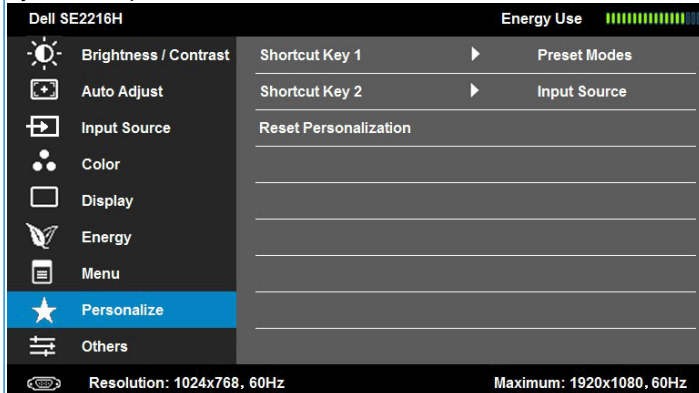 Dell SE2216H Energy Use
Brightness / Contrast Shortcut Key 1 Preset Modes
Auto Adjust Shortcut Key 2 Input Source
Input Source Reset Personalization
Color
Display
Energy
Menu
Personalize
Others
Resolution: 1024x768, 60Hz Maximum: 1920x1080, 60Hz